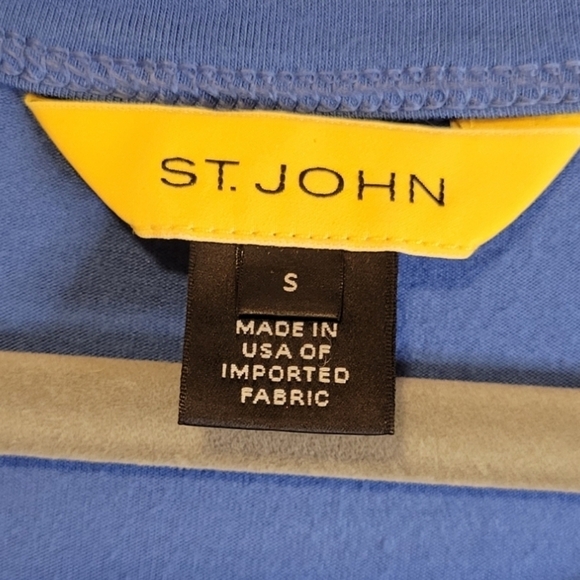 ST. JOHN
S
MADE IN
USA OF
IMPORTED
FABRIC